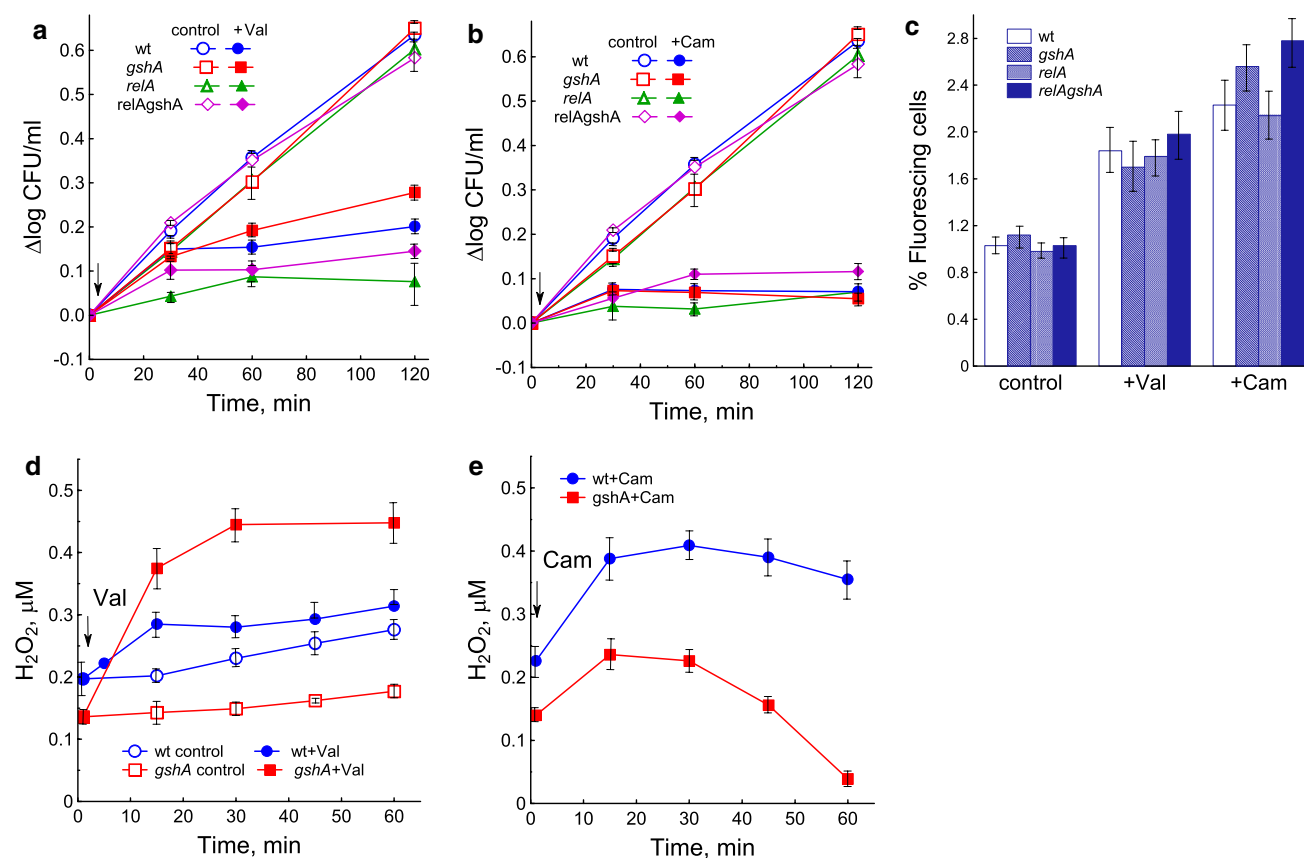 a
control +Val
wt
gshA
relA
relAgshA
Δlog CFU/ml
0.6
0.5
0.4
0.3
0.2
0.1
0.0
-0.1
0 20 40 60 80 100 120
Time, min
b
control +Cam
wt
gshA
relA
relAgshA
Δlog CFU/ml
0.6
0.5
0.4
0.3
0.2
0.1
0.0
-0.1
0 20 40 60 80 100 120
Time, min
c
wt
gshA
relA
relAgshA
% Fluorescing cells
2.8
2.4
2.0
1.6
1.2
0.8
0.4
0
control +Val +Cam
d
Val
H₂O₂, μM
0.5
0.4
0.3
0.2
0.1
0
wt control wt+Val
gshA control gshA+Val
0 10 20 30 40 50 60
Time, min
e
wt+Cam
gshA+Cam
Cam
H₂O₂, μM
0.5
0.4
0.3
0.2
0.1
0
0 10 20 30 40 50 60
Time, min